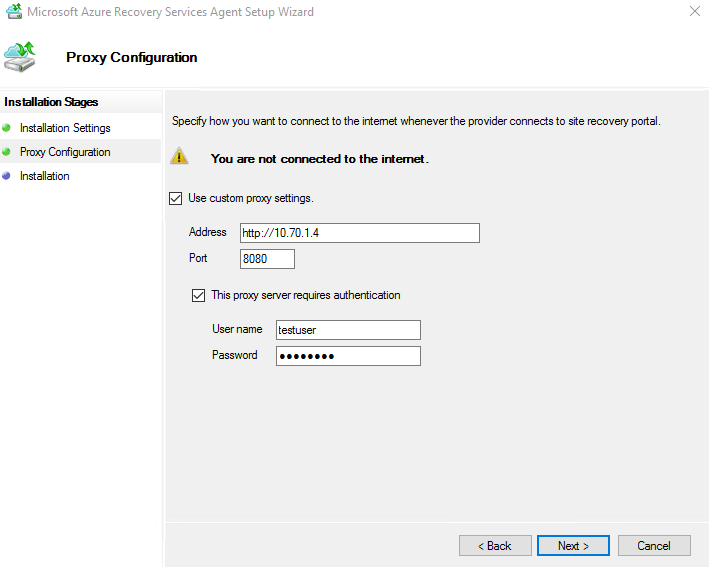 Microsoft Azure Recovery Services Agent Setup Wizard
Proxy Configuration
Installation Stages
Installation Settings
Proxy Configuration
Installation
Specify how you want to connect to the internet whenever the provider connects to site recovery portal.
You are not connected to the internet.
Use custom proxy settings.
Address http://10.70.1.4
Port 8080
This proxy server requires authentication
User name testuser
Password ●●●●●●●●
< Back Next > Cancel